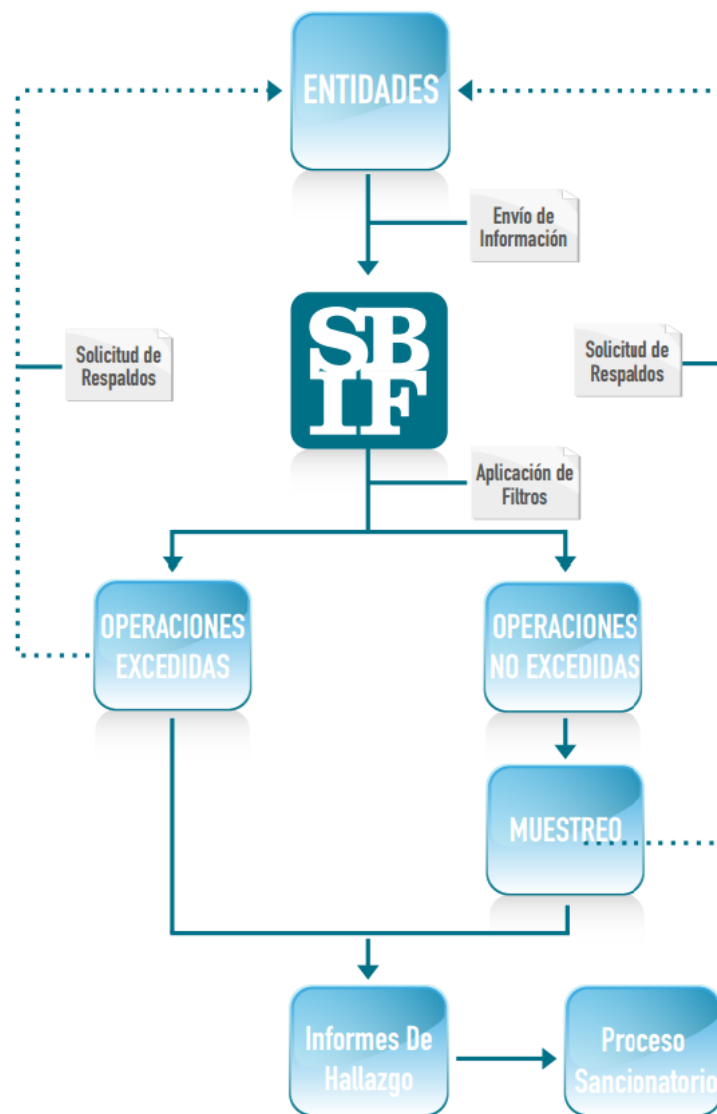 ENTIDADES
Envío de
Información
SB
IF
Solicitud de
Respaldos
Solicitud de
Respaldos
Aplicación de
Filtros
OPERACIONES
EXCEDIDAS
OPERACIONES
NO EXCEDIDAS
MUESTREO
Informes De
Hallazgo
Proceso
Sancionatorio